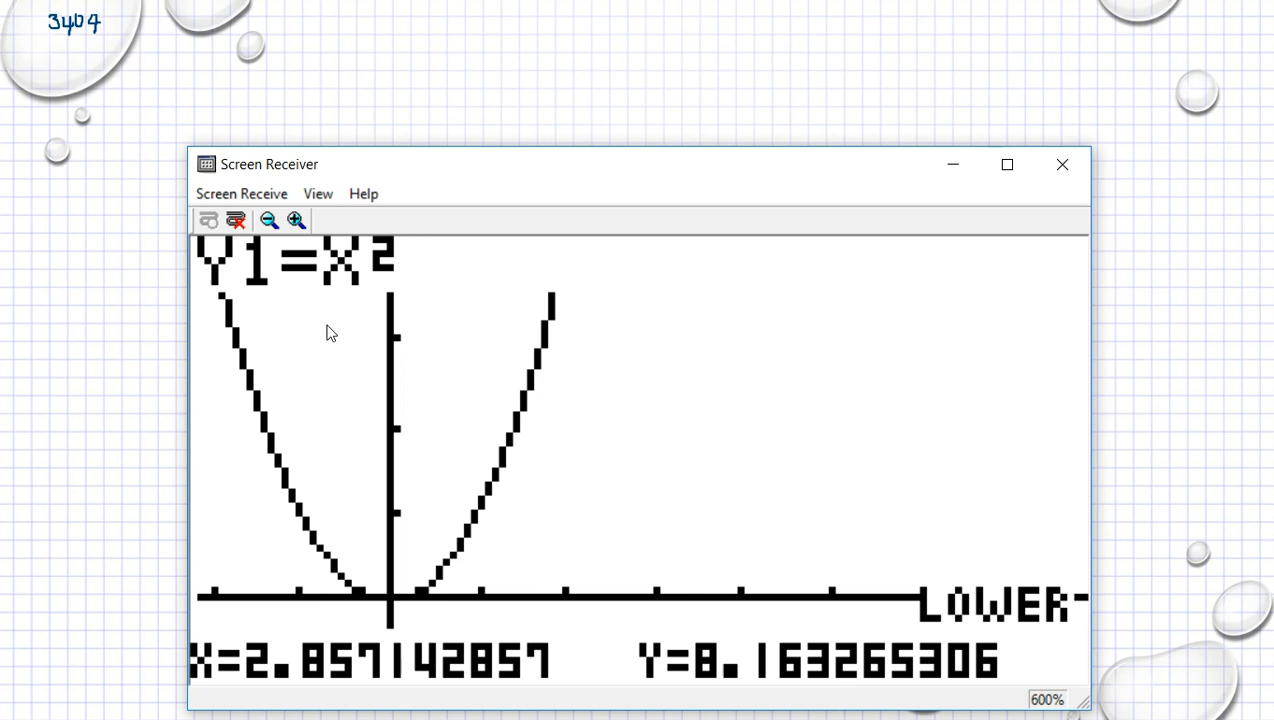 3404
Screen Receiver
Screen Receive View Help
Y1=X²
LOWER
X=2.857142857 Y=8.163265306
600%